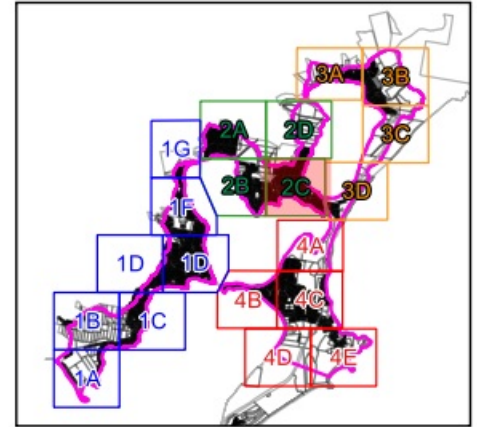 3A 3B
2A 2D 3C
1G
2B 2C 3D
1F
4A
1D 1D
4B 4C
1B 1C
4D 4E
1A